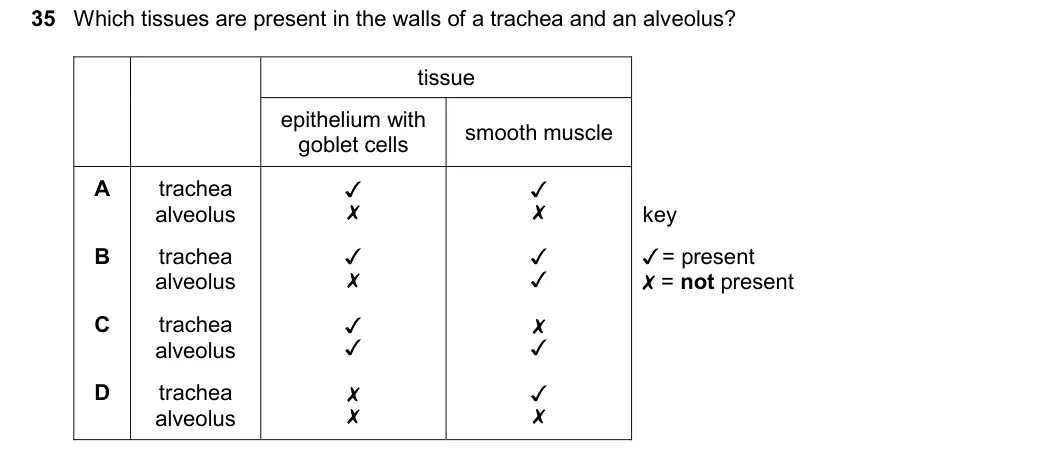 35 Which tissues are present in the walls of a trachea and an alveolus?
tissue
epithelium with
goblet cells
smooth muscle
A trachea ✓ ✓
alveolus ✗ ✗
key
B trachea ✓ ✓
✓ = present
alveolus ✗ ✓
✗ = not present
C trachea ✓ ✗
alveolus ✓ ✓
D trachea ✗ ✓
alveolus ✗ ✗